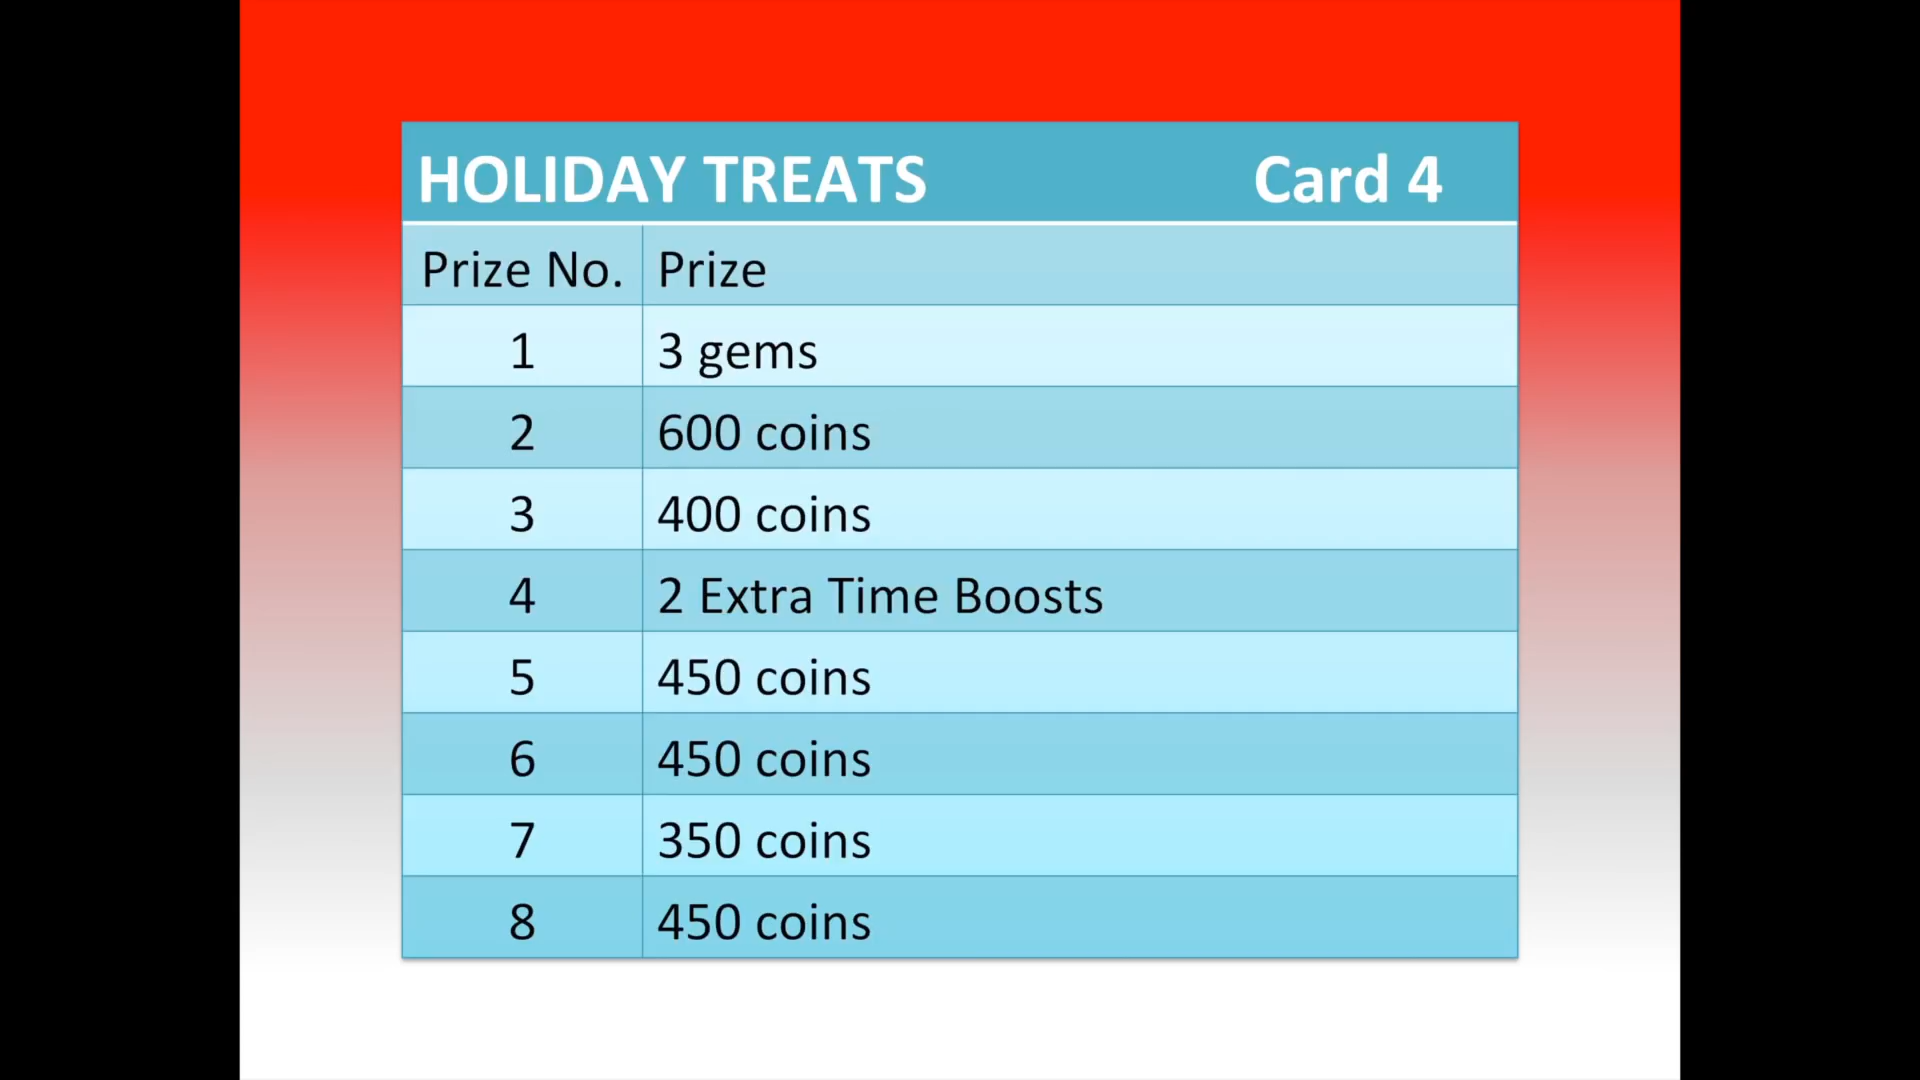 HOLIDAY TREATS Card 4
Prize No. Prize
1 3 gems
2 600 coins
3 400 coins
4 2 Extra Time Boosts
5 450 coins
6 450 coins
7 350 coins
8 450 coins